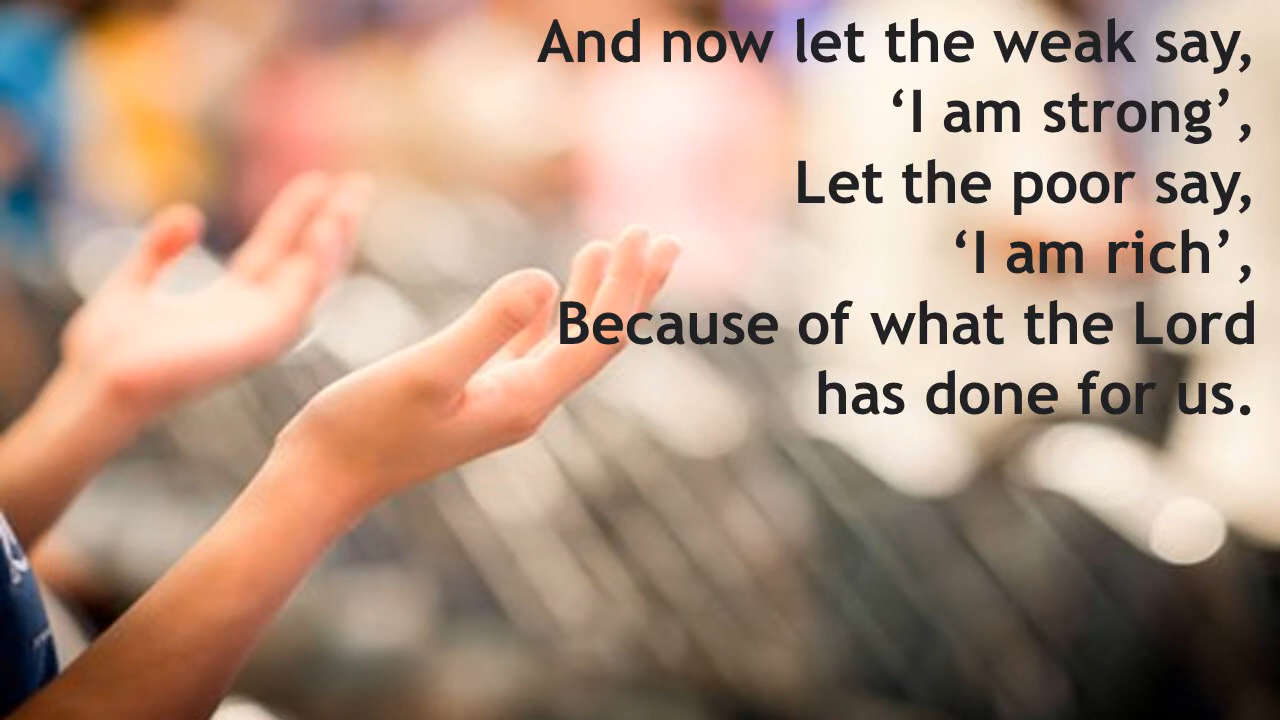 And now let the weak say,
‘I am strong’,
Let the poor say,
‘I am rich’,
Because of what the Lord
has done for us.